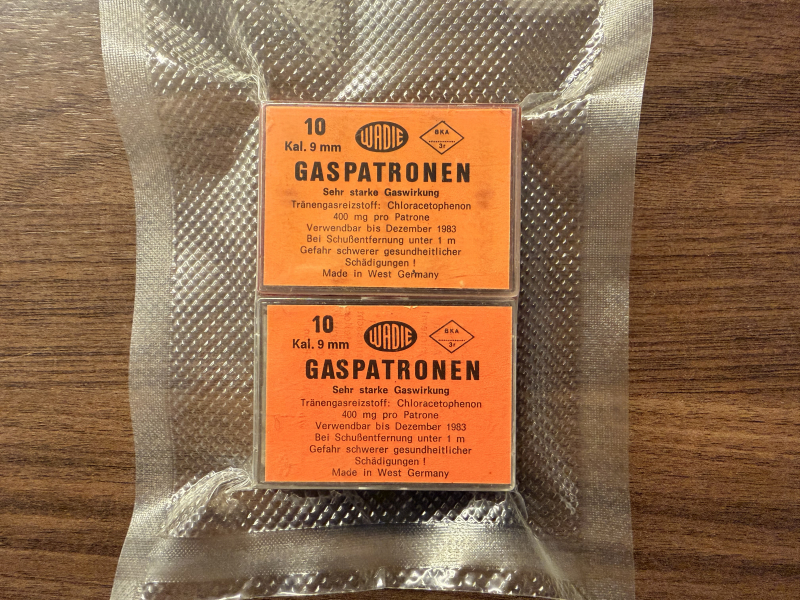 10 WADIE BKA
Kal. 9 mm 3r
GASPATRONEN
Sehr starke Gaswirkung
Tränengasreizstoff: Chloracetophenon
400 mg pro Patrone
Verwendbar bis Dezember 1983
Bei Schußentfernung unter 1 m
Gefahr schwerer gesundheitlicher
Schädigungen !
Made in West Germany
10 WADIE BKA
Kal. 9 mm 3r
GASPATRONEN
Sehr starke Gaswirkung
Tränengasreizstoff: Chloracetophenon
400 mg pro Patrone
Verwendbar bis Dezember 1983
Bei Schußentfernung unter 1 m
Gefahr schwerer gesundheitlicher
Schädigungen !
Made in West Germany